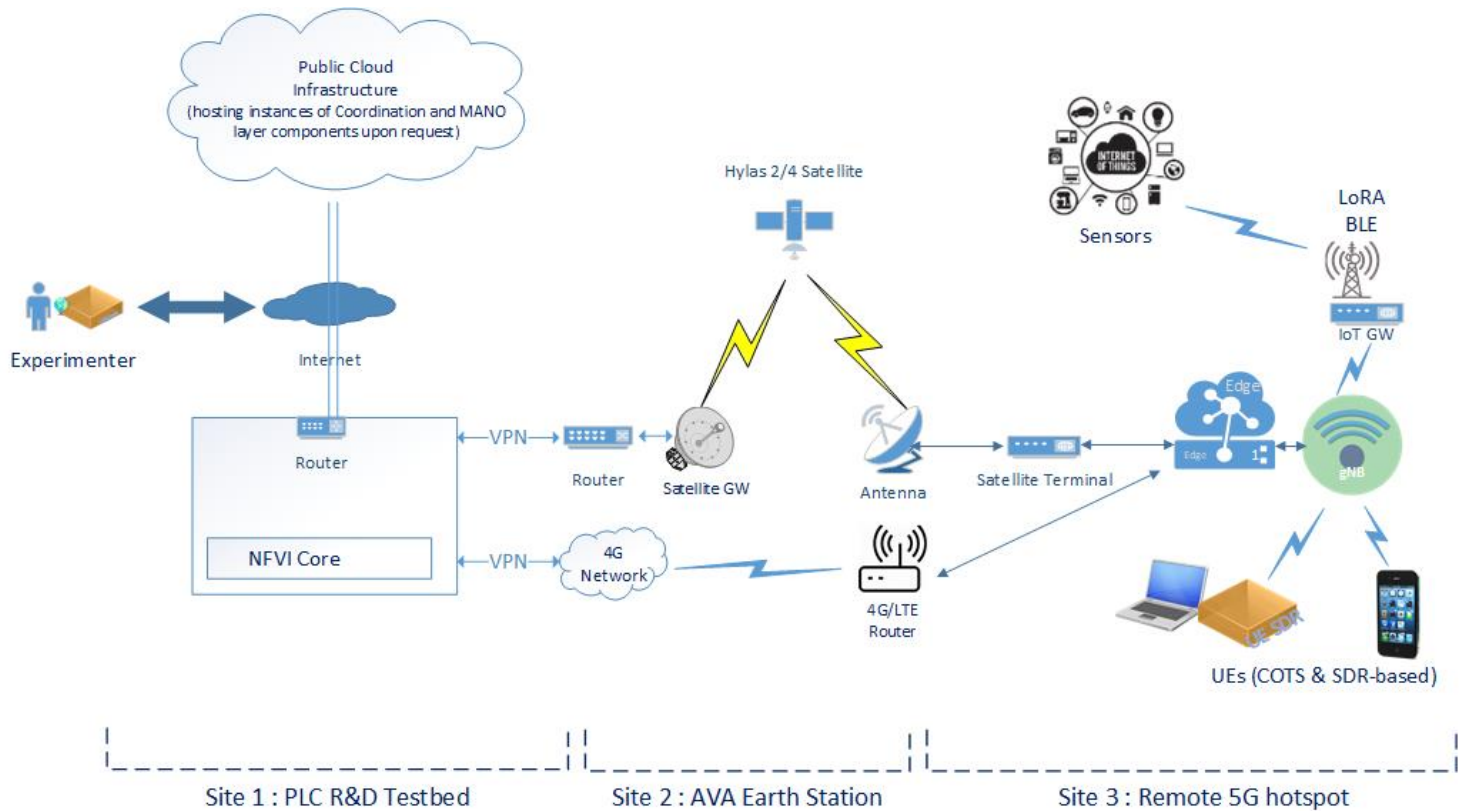 Public Cloud
Infrastructure
(hosting instances of Coordination and MANO
layer components upon request)
Hylas 2/4 Satellite
INTERNET
OF THINGS
Sensors
LoRA
BLE
IoT GW
Experimenter
Internet
Router
VPN
Router
Satellite GW
Antenna
Satellite Terminal
Edge
Edge
1
gNB
NFVI Core
VPN
4G
Network
4G/LTE
Router
UE SDR
UEs (COTS & SDR-based)
Site 1 : PLC R&D Testbed
Site 2 : AVA Earth Station
Site 3 : Remote 5G hotspot